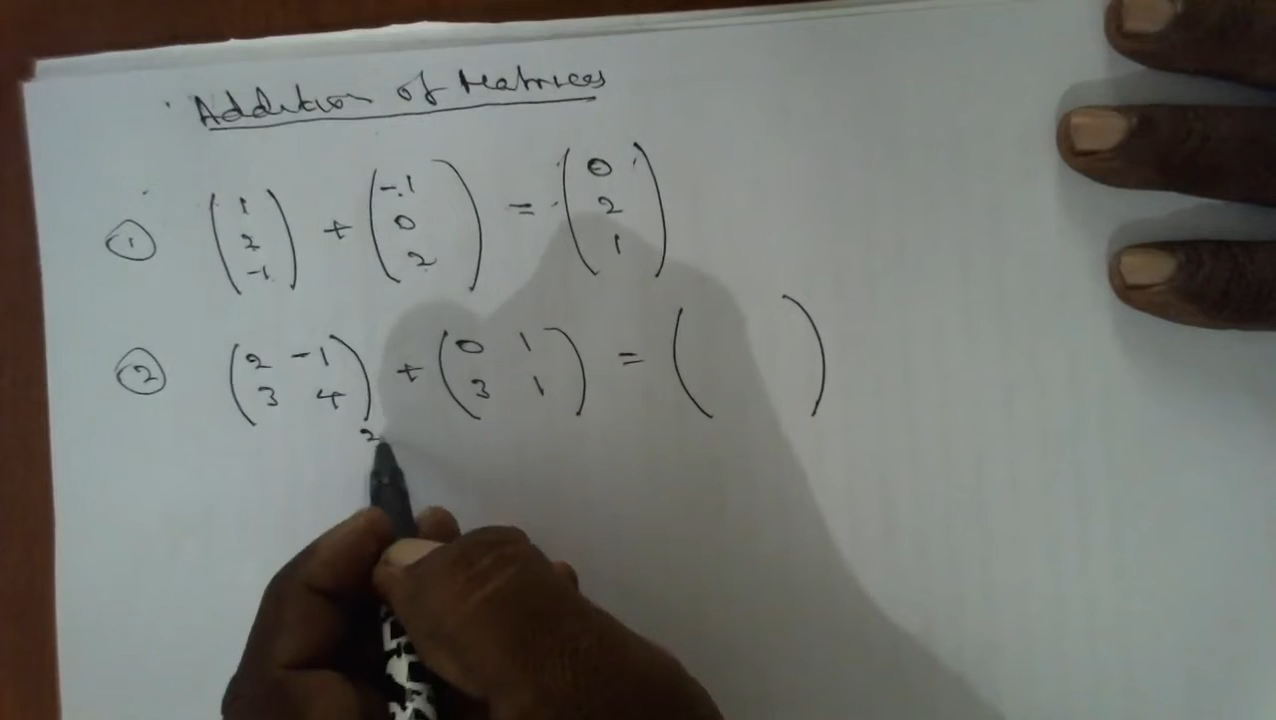 Addition of Matrices
① (1 2 -1) + (-1 0 2) = (0 2 1)
② (2 -1 3 4) + (0 1 3 1) = ( )
2